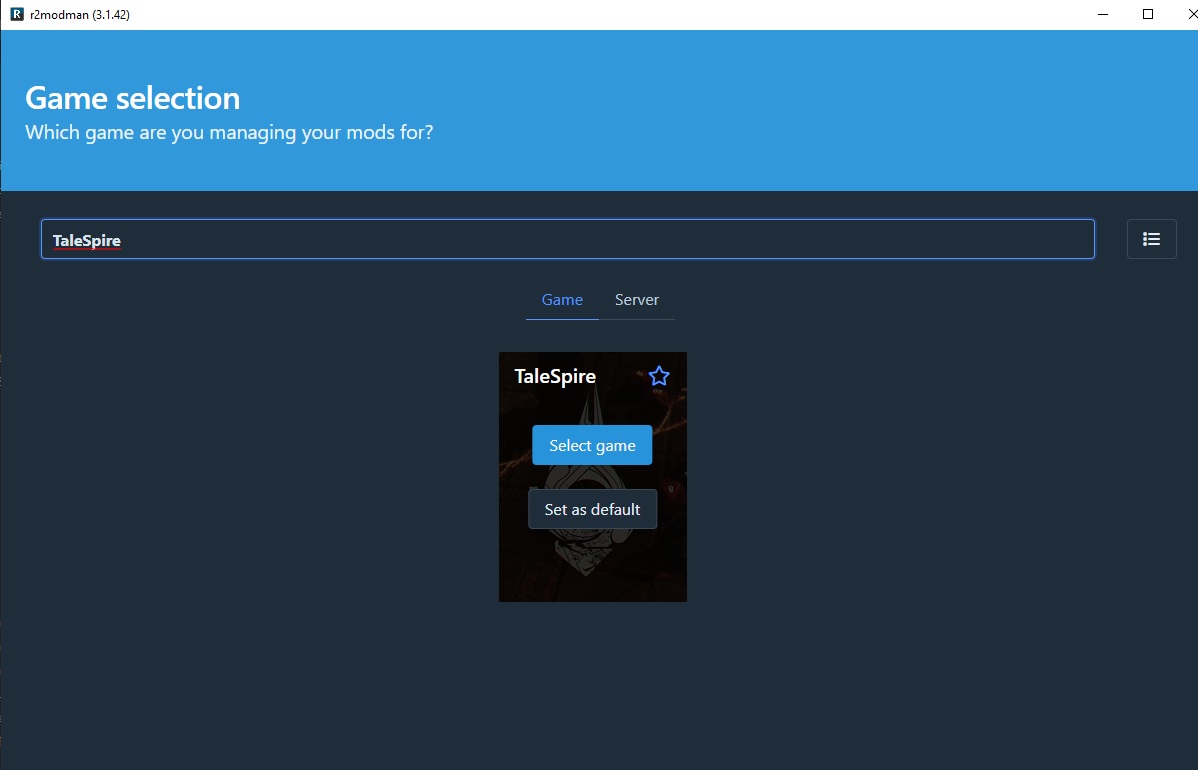 r2modman (3.1.42)
Game selection
Which game are you managing your mods for?
TaleSpire
Game Server
TaleSpire
Select game
Set as default